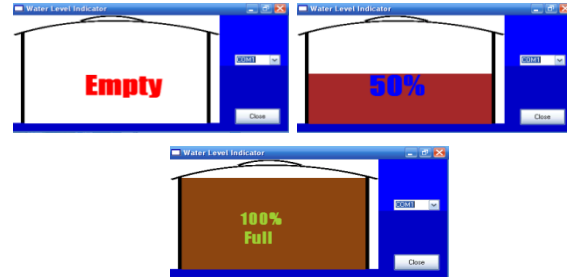 Water Level Indicator
COM1
Empty
Close
Water Level Indicator
COM1
50%
Close
Water Level Indicator
COM1
100%
Full
Close